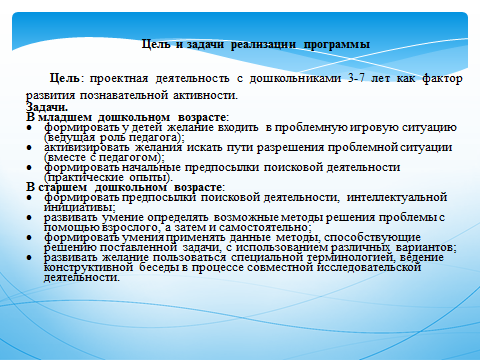 Цель и задачи реализации программы
Цель: проектная деятельность с дошкольниками 3-7 лет как фактор
развития познавательной активности.
Задачи.
В младшем дошкольном возрасте:
• формировать у детей желание входить в проблемную игровую ситуацию
(ведущая роль педагога);
• активизировать желания искать пути разрешения проблемной ситуации
(вместе с педагогом);
• формировать начальные предпосылки поисковой деятельности
(практические опыты).
В старшем дошкольном возрасте:
• формировать предпосылки поисковой деятельности, интеллектуальной
инициативы;
• развивать умение определять возможные методы решения проблемы с
помощью взрослого, а затем и самостоятельно;
• формировать умения применять данные методы, способствующие
решению поставленной задачи, с использованием различных вариантов;
• развивать желание пользоваться специальной терминологией, ведение
конструктивной беседы в процессе совместной исследовательской
деятельности.